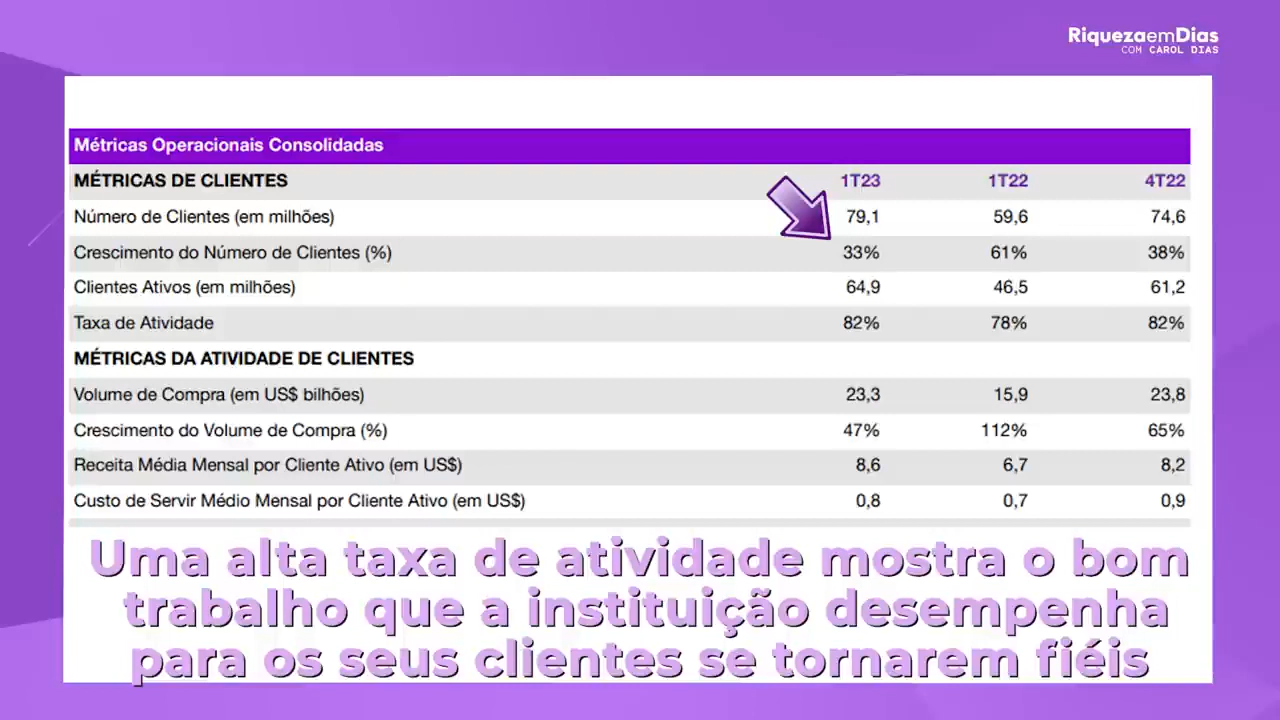 RiquezaemDias
COM CAROL DIAS
Métricas Operacionais Consolidadas
MÉTRICAS DE CLIENTES 1T23 1T22 4T22
Número de Clientes (em milhões) 79,1 59,6 74,6
Crescimento do Número de Clientes (%) 33% 61% 38%
Clientes Ativos (em milhões) 64,9 46,5 61,2
Taxa de Atividade 82% 78% 82%
MÉTRICAS DA ATIVIDADE DE CLIENTES
Volume de Compra (em US$ bilhões) 23,3 15,9 23,8
Crescimento do Volume de Compra (%) 47% 112% 65%
Receita Média Mensal por Cliente Ativo (em US$) 8,6 6,7 8,2
Custo de Servir Médio Mensal por Cliente Ativo (em US$) 0,8 0,7 0,9
Uma alta taxa de atividade mostra o bom
trabalho que a instituição desempenha
para os seus clientes se tornarem fiéis